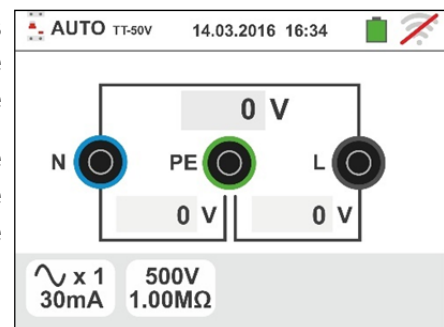 AUTO TT-50V 14.03.2016 16:34
0 V
N PE L
0 V 0 V
x 1 500V
30mA 1.00MΩ